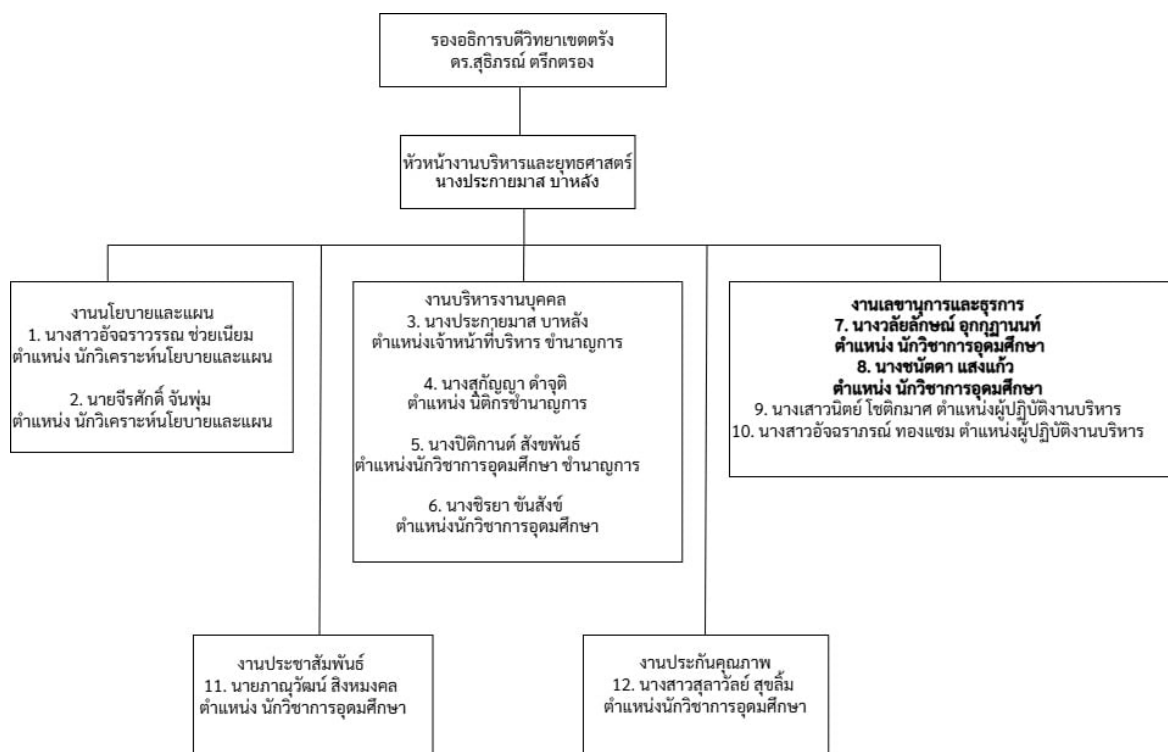 รองอธิการบดีวิทยาเขตตรัง
ดร.สุธิภรณ์ ตรึกตรอง
หัวหน้างานบริหารและยุทธศาสตร์
นางประกายมาส บาหลัง
งานนโยบายและแผน
1. นางสาวอัจฉราวรรณ ช่วยเนียม
ตำแหน่ง นักวิเคราะห์นโยบายและแผน
2. นายจีรศักดิ์ จันพุ่ม
ตำแหน่ง นักวิเคราะห์นโยบายและแผน
งานบริหารงานบุคคล
3. นางประกายมาส บาหลัง
ตำแหน่งเจ้าหน้าที่บริหาร ชำนาญการ
4. นางสุกัญญา ดำจุติ
ตำแหน่ง นิติกรชำนาญการ
5. นางปิติกานต์ สังขพันธ์
ตำแหน่งนักวิชาการอุดมศึกษา ชำนาญการ
6. นางชิรยา ขันสังข์
ตำแหน่งนักวิชาการอุดมศึกษา
งานเลขานุการและธุรการ
7. นางวลัยลักษณ์ อุกกุฏานนท์
ตำแหน่ง นักวิชาการอุดมศึกษา
8. นางชนัตดา แสงแก้ว
ตำแหน่ง นักวิชาการอุดมศึกษา
9. นางเสาวนิตย์ โชติกมาศ ตำแหน่งผู้ปฏิบัติงานบริหาร
10. นางสาวอัจฉราภรณ์ ทองแซม ตำแหน่งผู้ปฏิบัติงานบริหาร
งานประชาสัมพันธ์
11. นายภาณุวัฒน์ สิงหมงคล
ตำแหน่ง นักวิชาการอุดมศึกษา
งานประกันคุณภาพ
12. นางสาวสุลาวัลย์ สุขลิ้ม
ตำแหน่งนักวิชาการอุดมศึกษา